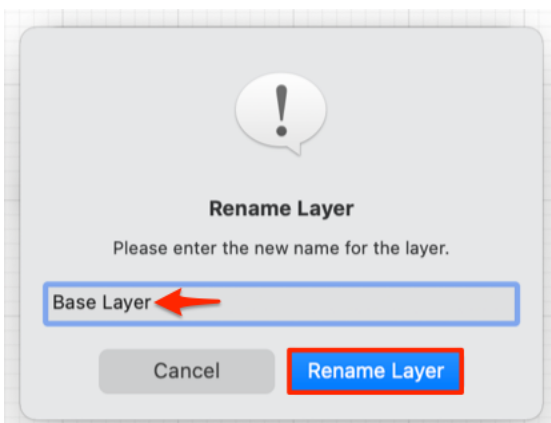 Rename Layer
Please enter the new name for the layer.
Base Layer
Cancel Rename Layer